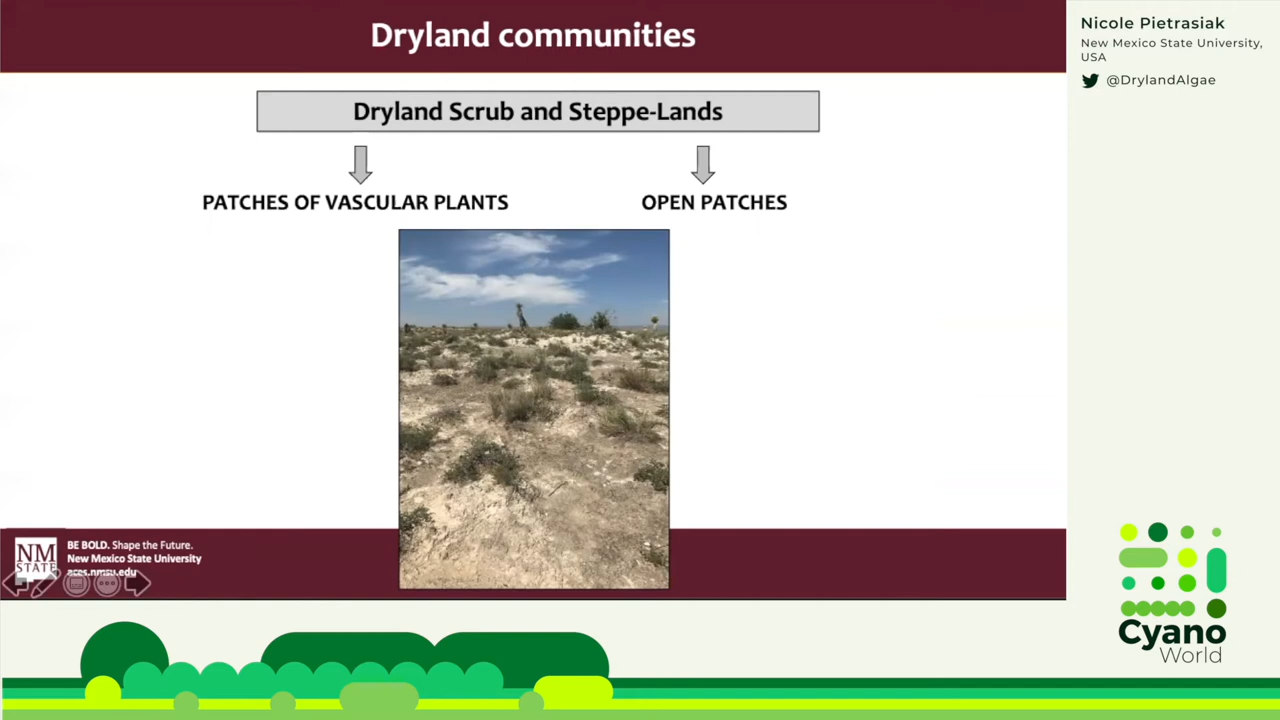 Dryland communities
Nicole Pietrasiak
New Mexico State University,
USA
@DrylandAlgae
Dryland Scrub and Steppe-Lands
PATCHES OF VASCULAR PLANTS
OPEN PATCHES
NM
STATE
BE BOLD. Shape the Future.
New Mexico State University
aces.nmsu.edu
Cyano
World